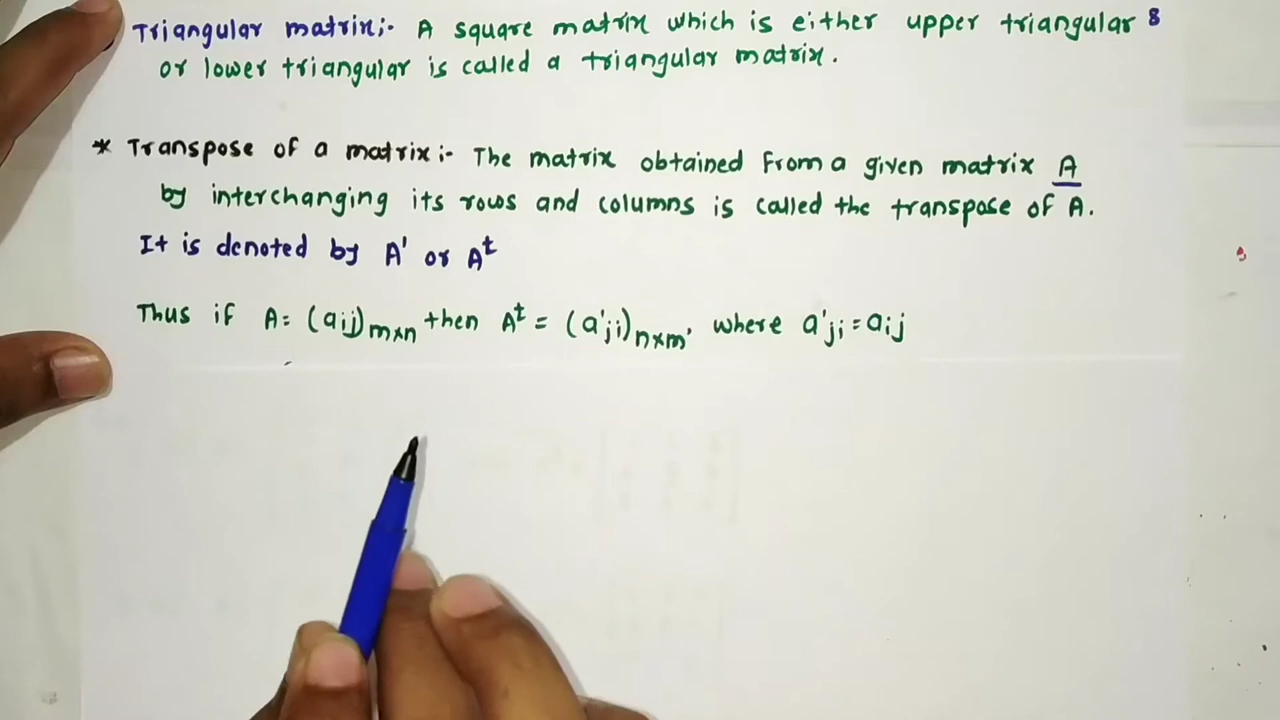 Triangular matrix:- A square matrix which is either upper triangular 8
or lower triangular is called a triangular matrix.
* Transpose of a matrix:- The matrix obtained from a given matrix A
by interchanging its rows and columns is called the transpose of A.
It is denoted by A' or Aᵗ
Thus if A = (aij)m×n then Aᵗ = (a'ji)n×m, where a'ji = aij